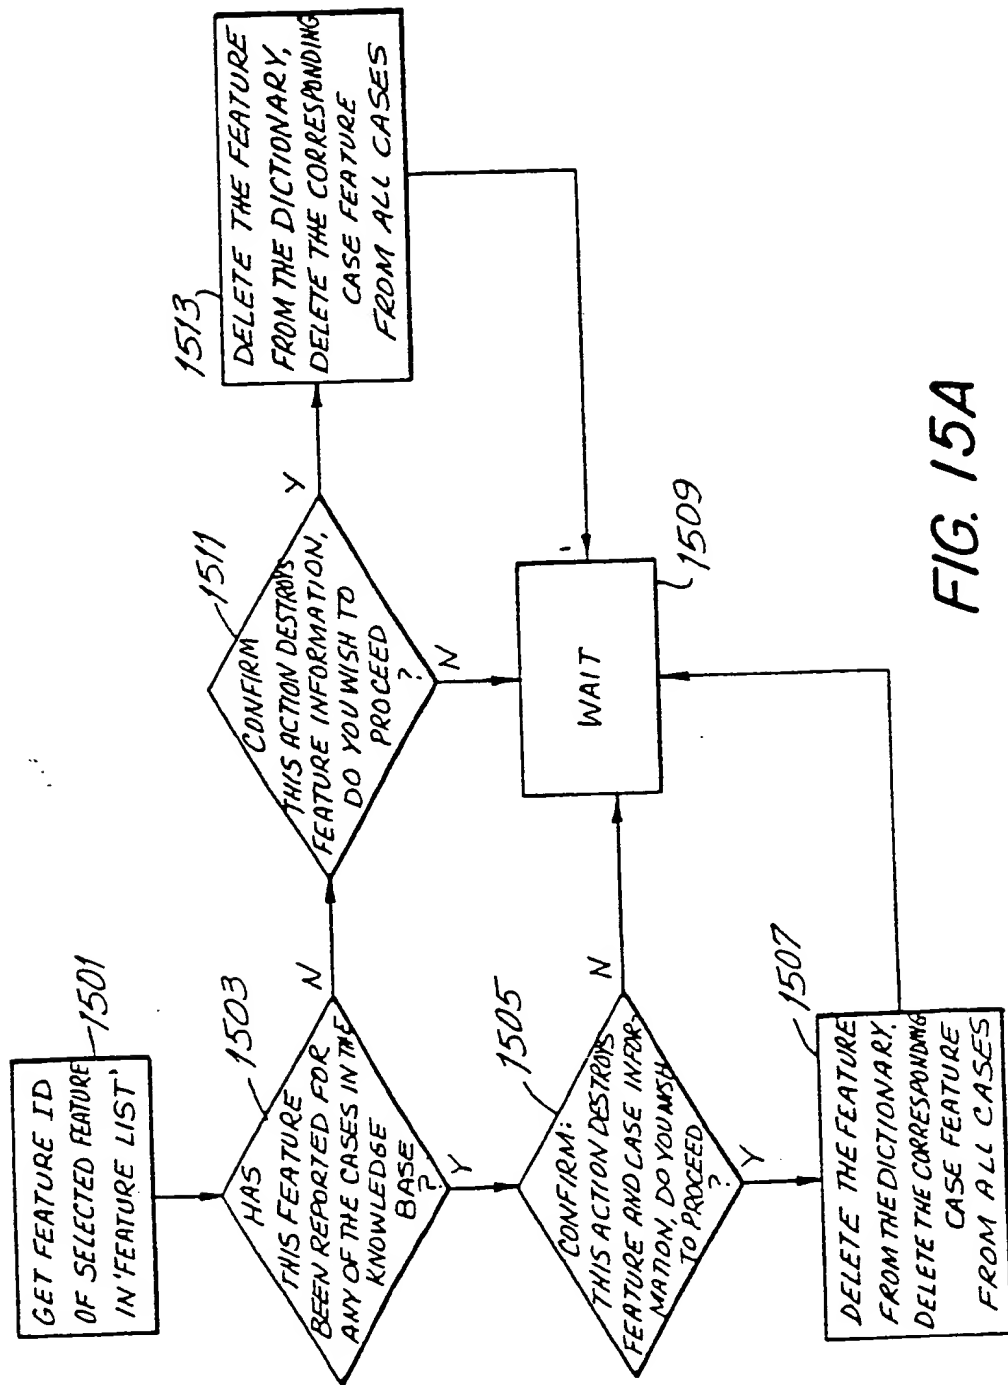 GET FEATURE ID
OF SELECTED FEATURE
IN 'FEATURE LIST'
1501
HAS
THIS FEATURE
BEEN REPORTED FOR
ANY OF THE CASES IN THE
KNOWLEDGE
BASE
?
1503
N
Y
CONFIRM
THIS ACTION DESTROYS
FEATURE INFORMATION,
DO YOU WISH TO
PROCEED
?
1511
Y
N
DELETE THE FEATURE
FROM THE DICTIONARY,
DELETE THE CORRESPONDING
CASE FEATURE
FROM ALL CASES
1513
CONFIRM:
THIS ACTION DESTROYS
FEATURE AND CASE INFOR-
MATION, DO YOU WISH
TO PROCEED
?
1505
N
Y
WAIT
1509
DELETE THE FEATURE
FROM THE DICTIONARY,
DELETE THE CORRESPONDING
CASE FEATURE
FROM ALL CASES
1507
FIG. 15A